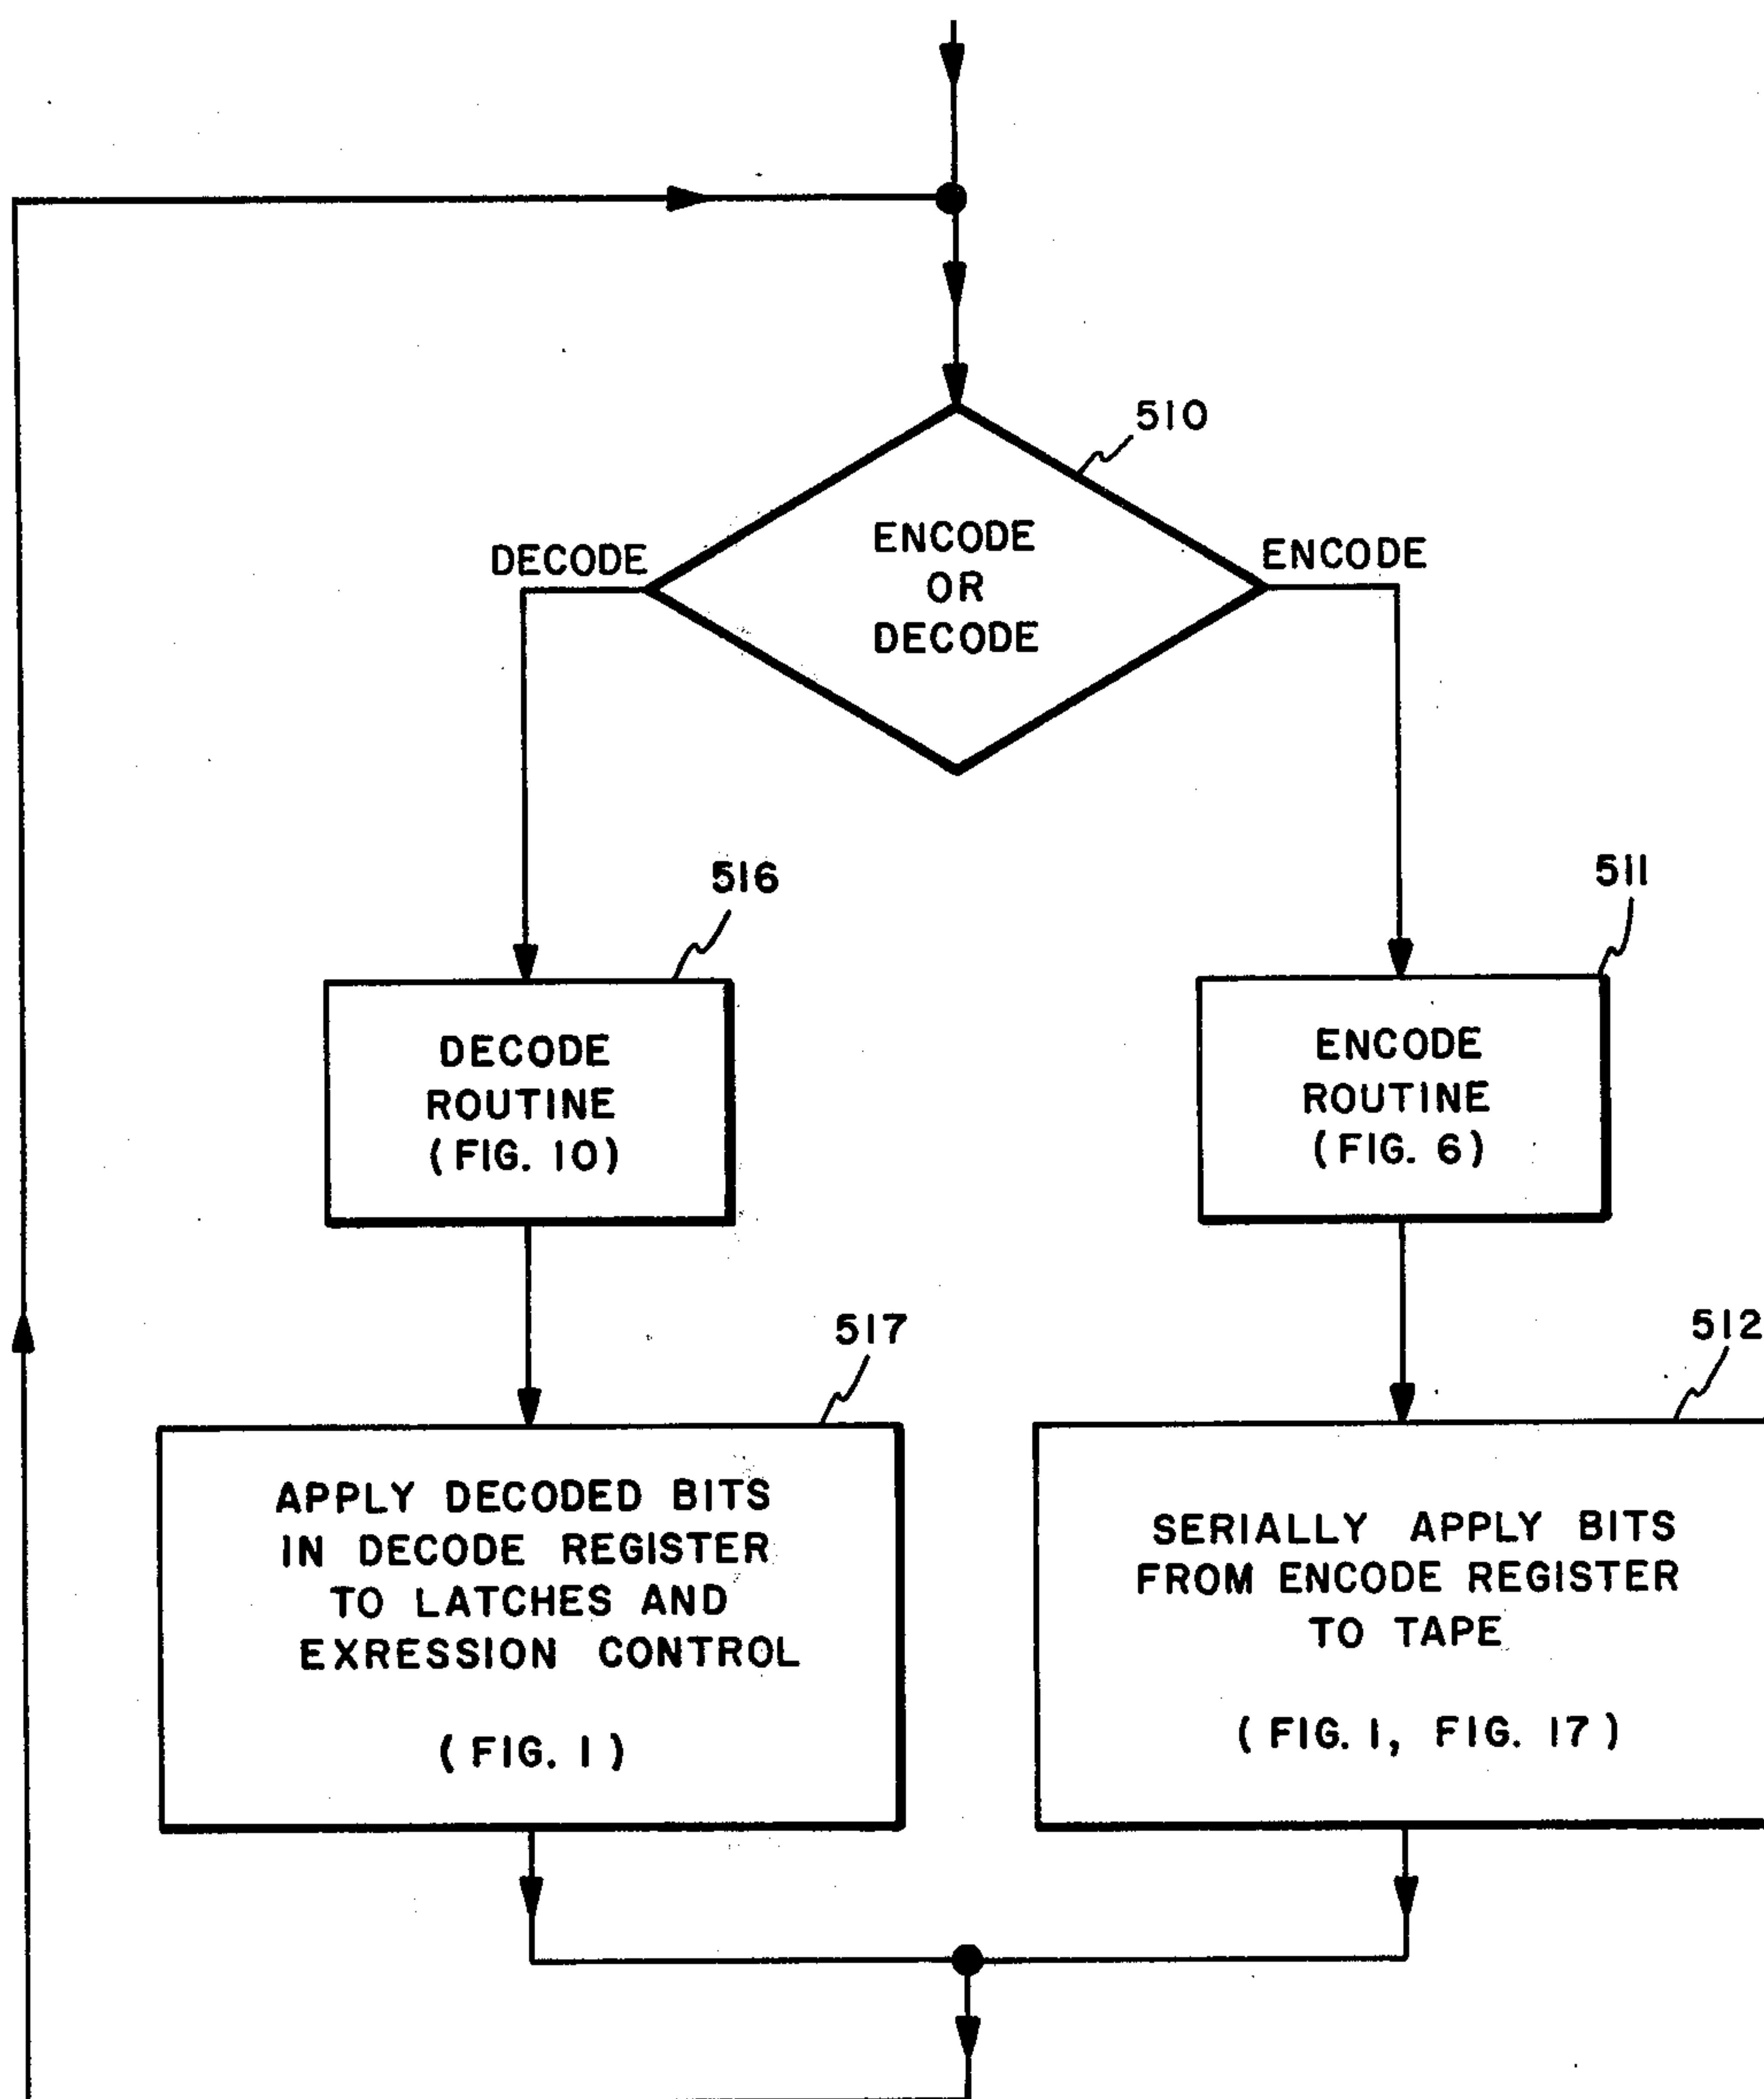 510
ENCODE
OR
DECODE
DECODE
ENCODE
516
511
DECODE
ROUTINE
(FIG. 10)
ENCODE
ROUTINE
(FIG. 6)
517
512
APPLY DECODED BITS
IN DECODE REGISTER
TO LATCHES AND
EXRESSION CONTROL
(FIG. 1)
SERIALLY APPLY BITS
FROM ENCODE REGISTER
TO TAPE
(FIG. 1, FIG. 17)